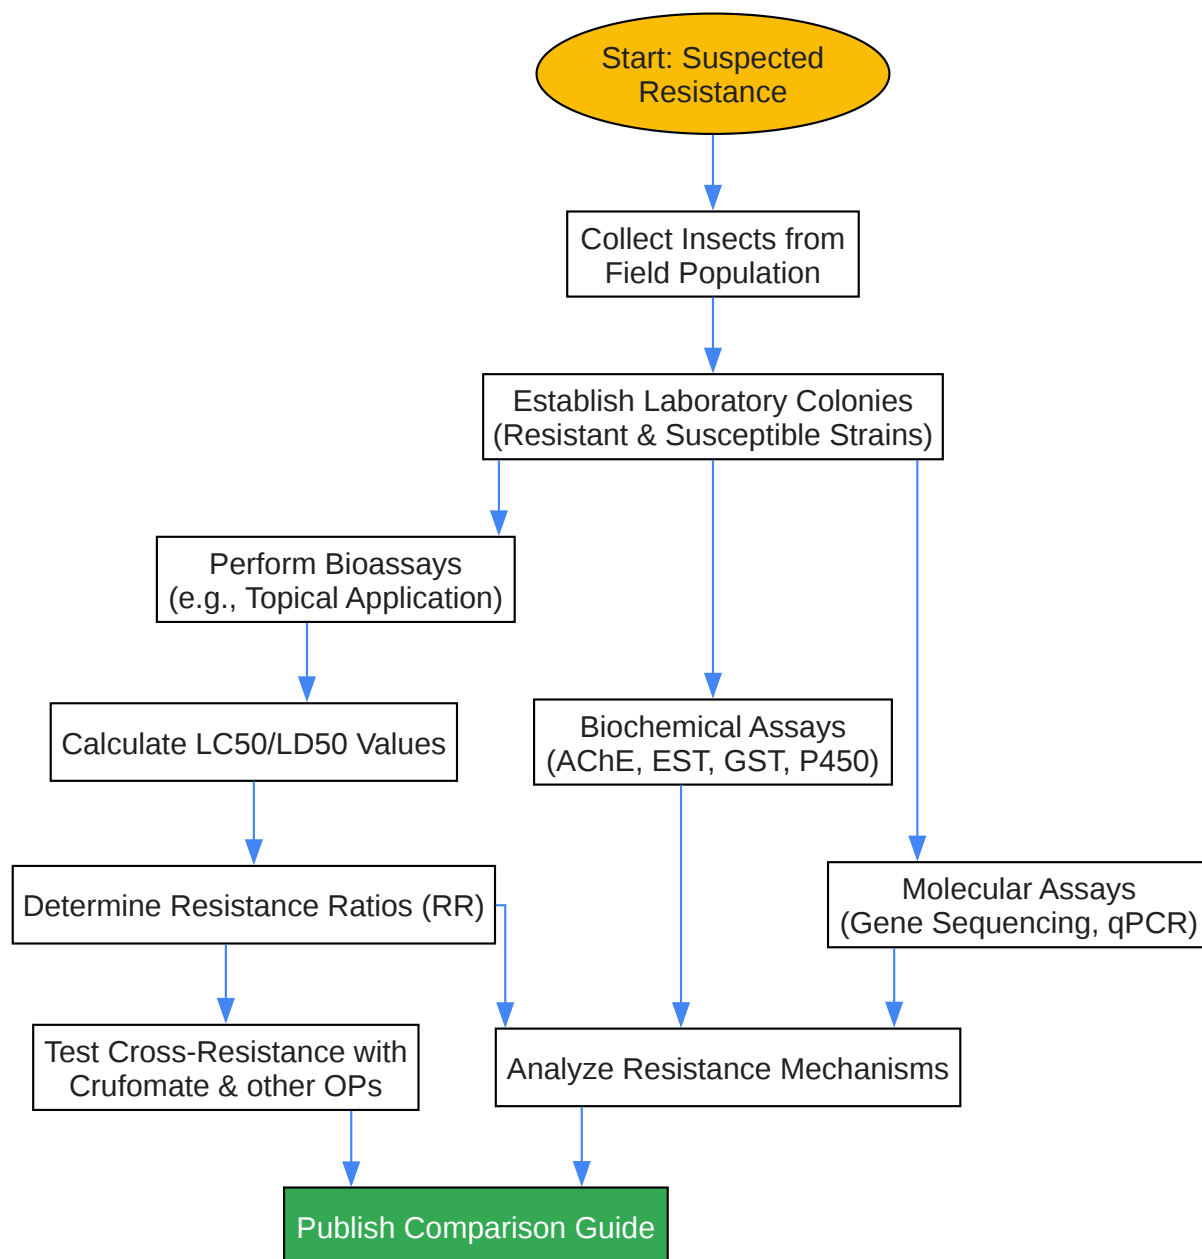 Start: Suspected
Resistance
Collect Insects from
Field Population
Establish Laboratory Colonies
(Resistant & Susceptible Strains)
Perform Bioassays
(e.g., Topical Application)
Calculate LC50/LD50 Values
Biochemical Assays
(AChE, EST, GST, P450)
Determine Resistance Ratios (RR)
Molecular Assays
(Gene Sequencing, qPCR)
Test Cross-Resistance with
Crufomate & other OPs
Analyze Resistance Mechanisms
Publish Comparison Guide